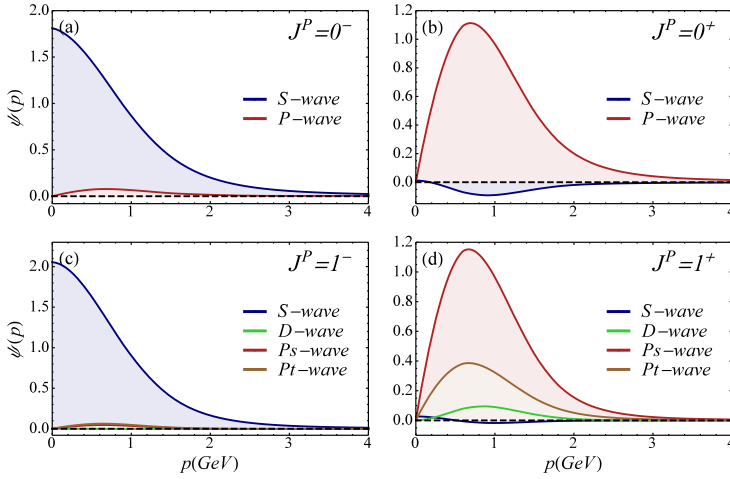 (a)
J^P=0^-
2.0
1.5
1.0
0.5
0.0
ψ(p)
S-wave
P-wave
0
1
2
3
4
(b)
J^P=0^+
1.2
1.0
0.8
0.6
0.4
0.2
0.0
S-wave
P-wave
0
1
2
3
4
(c)
J^P=1^-
2.0
1.5
1.0
0.5
0.0
ψ(p)
S-wave
D-wave
Ps-wave
Pt-wave
0
1
2
3
4
p(GeV)
(d)
J^P=1^+
1.2
1.0
0.8
0.6
0.4
0.2
0.0
S-wave
D-wave
Ps-wave
Pt-wave
0
1
2
3
4
p(GeV)